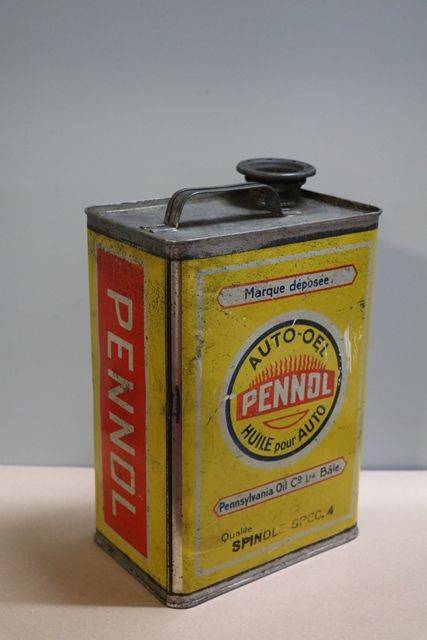 PENNOL
Marque déposée.
AUTO-OEL
PENNOL
HUILE pour AUTO
Pennsylvania Oil Co Ltd. Bâle.
Qualité
SPINDLE SPEC. 4